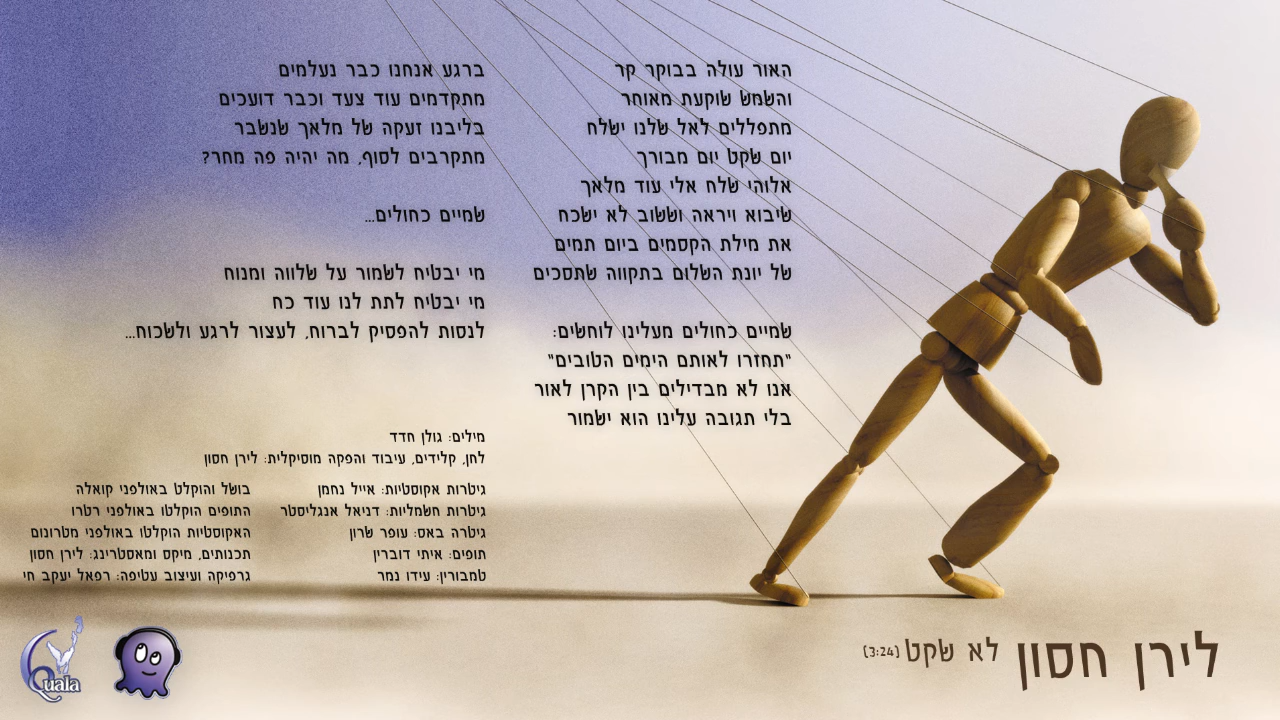 האור עולה בבוקר קר
והשמש שוקעת מאוחר
מתפללים לאל שלנו ישלח
יום שקט יום מבורך
אלוהי שלח אלי עוד מלאך
שיבוא ויראה וששוב לא ישכח
את מילת הקסמים ביום תמים
של יונת השלום בתקווה שתסכים
שמיים כחולים מעלינו לוחשים:
"תחזרו לאותם הימים הטובים"
אנו לא מבדילים בין הקרן לאור
בלי תגובה עלינו הוא ישמור
ברגע אנחנו כבר נעלמים
מתקדמים עוד צעד וכבר דועכים
בליבנו זעקה של מלאך שנשבר
מתקרבים לסוף, מה יהיה פה מחר?
שמיים כחולים...
מי יבטיח לשמור על שלווה ומנוח
מי יבטיח לתת לנו עוד כח
לנסות להפסיק לברוח, לעצור לרגע ולשכוח...
מילים: גולן חדד
לחן, קלידים, עיבוד והפקה מוסיקלית: לירן חסון
גיטרות אקוסטיות: אייל נחמן
גיטרות חשמליות: דניאל אנגליסטר
גיטרה באס: עופר שרון
תופים: איתי דוברין
טמבורין: עידו נמר
בושל והוקלט באולפני קואלה
התופים הוקלטו באולפני רטרו
האקוסטיות הוקלטו באולפני מטרונום
תכנותים, מיקס ומאסטרינג: לירן חסון
גרפיקה ועיצוב עטיפה: רפאל יעקב חי
Quala
לירן חסון לא שקט (3:24)